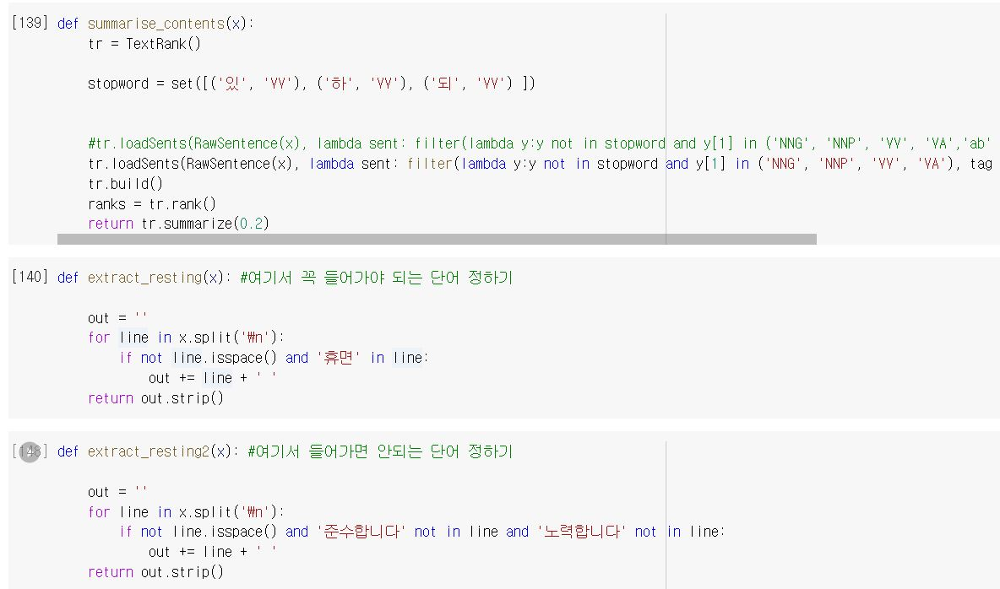 [139] def summarise_contents(x):
tr = TextRank()
stopword = set([('있', 'VV'), ('하', 'VV'), ('되', 'VV') ])
#tr.loadSents(RawSentence(x), lambda sent: filter(lambda y:y not in stopword and y[1] in ('NNG', 'NNP', 'VV', 'VA','ab'
tr.loadSents(RawSentence(x), lambda sent: filter(lambda y:y not in stopword and y[1] in ('NNG', 'NNP', 'VV', 'VA'), tag
tr.build()
ranks = tr.rank()
return tr.summarize(0.2)
[140] def extract_resting(x): #여기서 꼭 들어가야 되는 단어 정하기
out = ''
for line in x.split('₩n'):
if not line.isspace() and '휴면' in line:
out += line + ' '
return out.strip()
[148] def extract_resting2(x): #여기서 들어가면 안되는 단어 정하기
out = ''
for line in x.split('₩n'):
if not line.isspace() and '준수합니다' not in line and '노력합니다' not in line:
out += line + ' '
return out.strip()